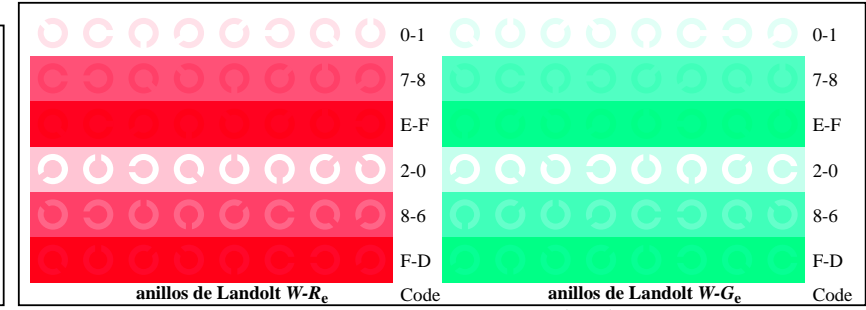 0-1 0-1
7-8 7-8
E-F E-F
2-0 2-0
8-6 8-6
F-D F-D
anillos de Landolt W-Re Code anillos de Landolt W-Ge Code